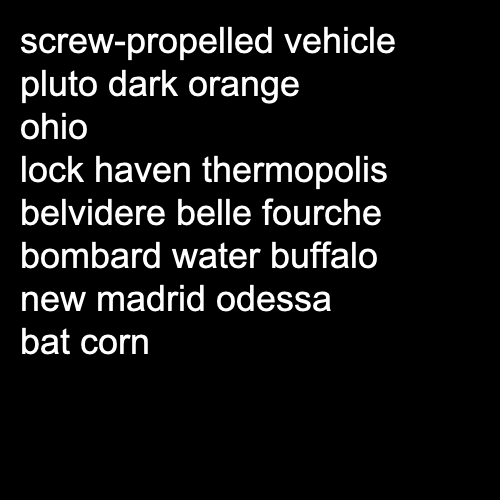 screw-propelled vehicle
pluto dark orange
ohio
lock haven thermopolis
belvidere belle fourche
bombard water buffalo
new madrid odessa
bat corn